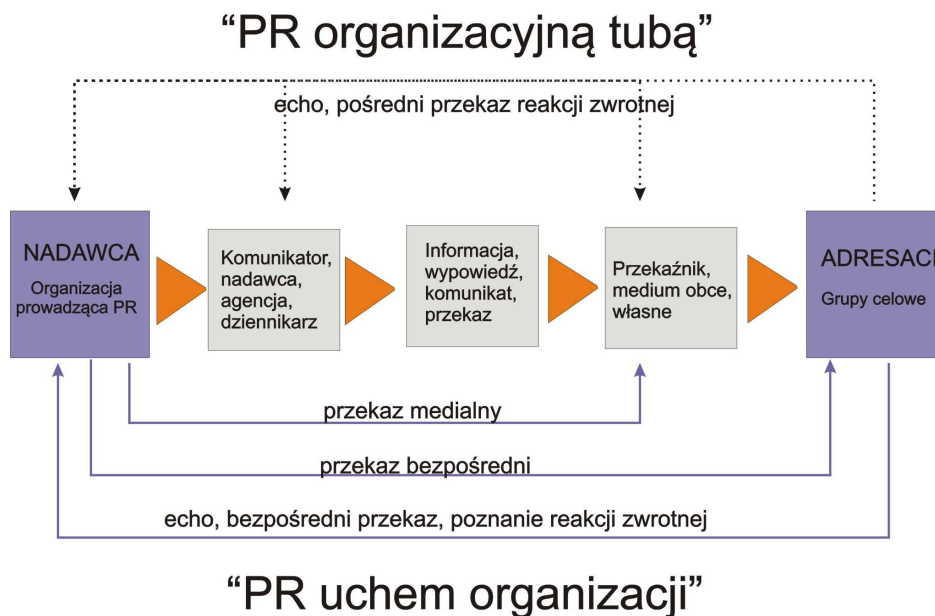 “PR organizacyjną tubą”
echo, pośredni przekaz reakcji zwrotnej
NADAWCA
Organizacja
prowadząca PR
Komunikator,
nadawca,
agencja,
dziennikarz
Informacja,
wypowiedź,
komunikat,
przekaz
Przekaźnik,
medium obce,
własne
ADRESACI
Grupy celowe
przekaz medialny
przekaz bezpośredni
echo, bezpośredni przekaz, poznanie reakcji zwrotnej
“PR uchem organizacji”